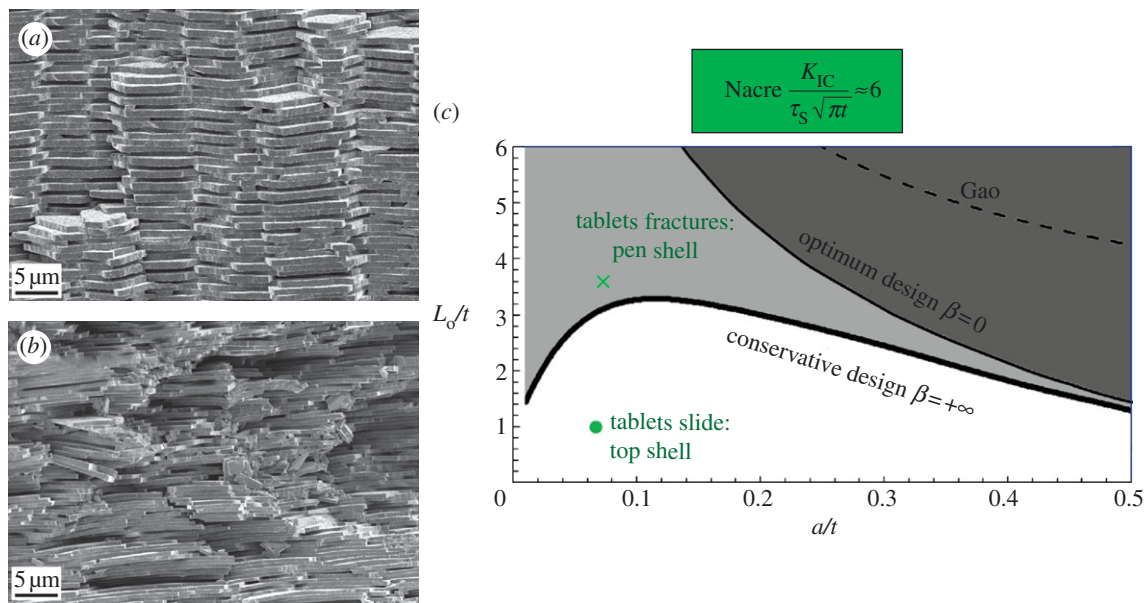 (a)
5 µm
(b)
5 µm
(c)
Nacre K_IC / τ_S √πt ≈6
6
5
4
3
2
1
0
L_o/t
Gao
tablets fractures:
pen shell
optimum design β=0
conservative design β=+∞
tablets slide:
top shell
0.1
0.2
0.3
0.4
0.5
a/t